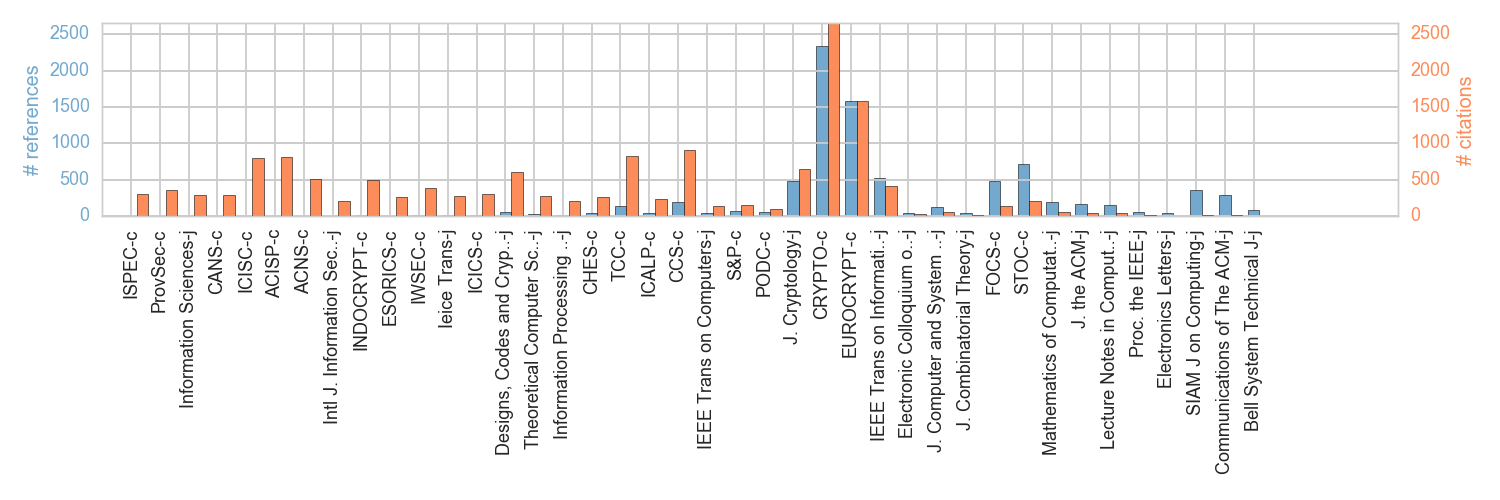 2500
2000
1500
1000
500
0
# references
2500
2000
1500
1000
500
0
# citations
ISPEC-c
ProvSec-c
Information Sciences-j
CANS-c
ICISC-c
ACISP-c
ACNS-c
Intl J. Information Sec..-j
INDOCRYPT-c
ESORICS-c
IWSEC-c
Ieice Trans-j
ICICS-c
Designs, Codes and Cryp..-j
Theoretical Computer Sc..-j
Information Processing ..-j
CHES-c
TCC-c
ICALP-c
CCS-c
IEEE Trans on Computers-j
S&P-c
PODC-c
J. Cryptology-j
CRYPTO-c
EUROCRYPT-c
IEEE Trans on Informati..-j
Electronic Colloquium o..-j
J. Computer and System ..-j
J. Combinatorial Theory-j
FOCS-c
STOC-c
Mathematics of Computat..-j
J. the ACM-j
Lecture Notes in Comput..-j
Proc. the IEEE-j
Electronics Letters-j
SIAM J on Computing-j
Communications of The ACM-j
Bell System Technical J-j